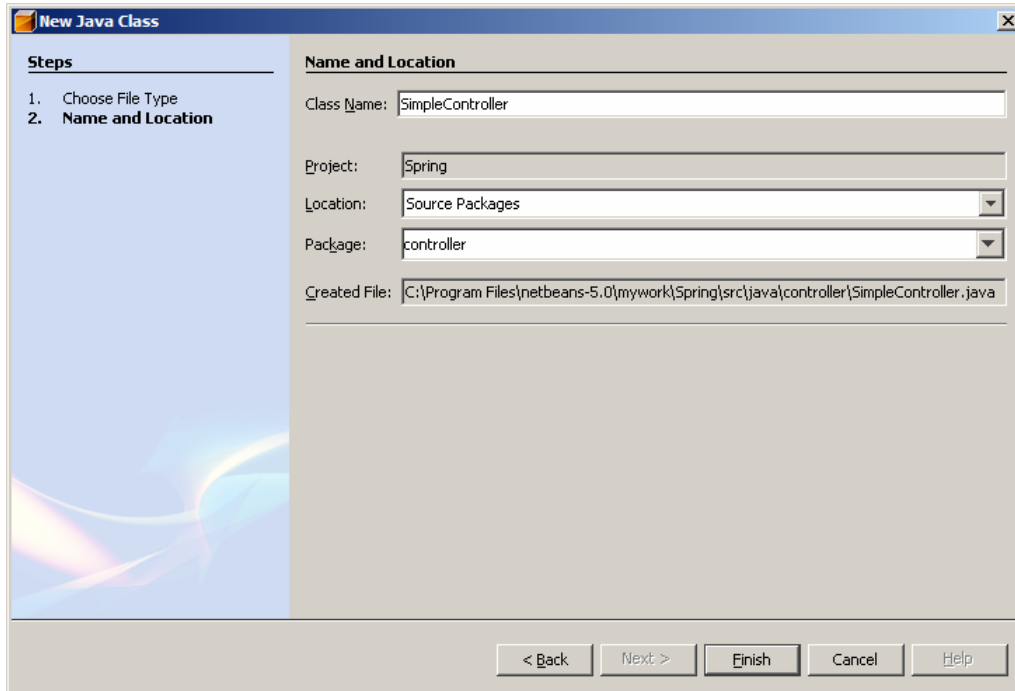 New Java Class
Steps
1. Choose File Type
2. Name and Location
Name and Location
Class Name: SimpleController
Project: Spring
Location: Source Packages
Package: controller
Created File: C:\Program Files\netbeans-5.0\mywork\Spring\src\java\controller\SimpleController.java
< Back Next > Finish Cancel Help